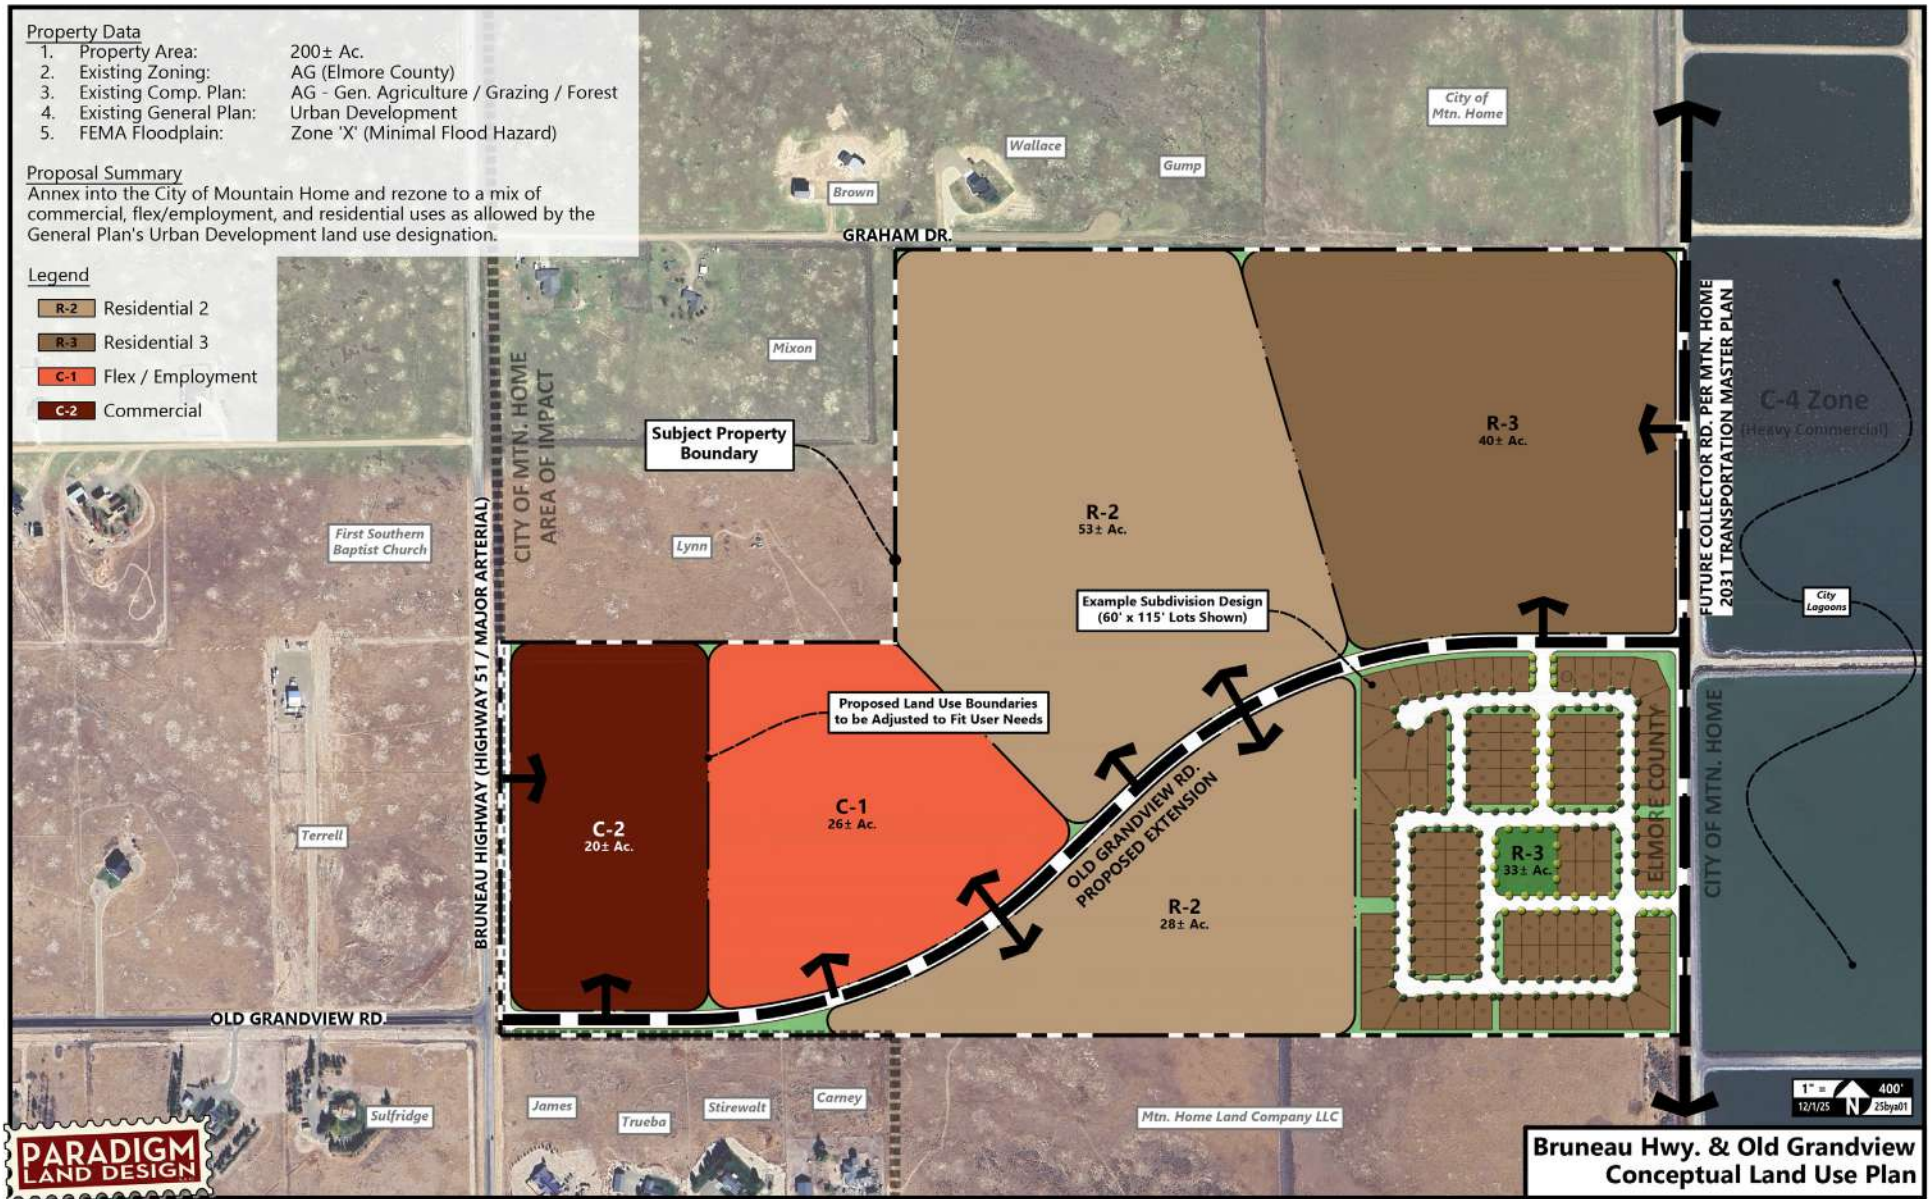 Property Data
1. Property Area: 200± Ac.
2. Existing Zoning: AG (Elmore County)
3. Existing Comp. Plan: AG - Gen. Agriculture / Grazing / Forest
4. Existing General Plan: Urban Development
5. FEMA Floodplain: Zone 'X' (Minimal Flood Hazard)
Proposal Summary
Annex into the City of Mountain Home and rezone to a mix of
commercial, flex/employment, and residential uses as allowed by the
General Plan's Urban Development land use designation.
Legend
R-2 Residential 2
R-3 Residential 3
C-1 Flex / Employment
C-2 Commercial
City of
Mtn. Home
Wallace
Gump
Brown
GRAHAM DR.
Mixon
CITY OF MTN. HOME
AREA OF IMPACT
Subject Property
Boundary
First Southern
Baptist Church
Lynn
BRUNEAU HIGHWAY (HIGHWAY 51 / MAJOR ARTERIAL)
R-2
53± Ac.
R-3
40± Ac.
FUTURE COLLECTOR RD. PER MTN. HOME
2031 TRANSPORTATION MASTER PLAN
C-4 Zone
(Heavy Commercial)
City
Lagoons
Example Subdivision Design
(60' x 115' Lots Shown)
Proposed Land Use Boundaries
to be Adjusted to Fit User Needs
C-2
20± Ac.
C-1
26± Ac.
OLD GRANDVIEW RD.
PROPOSED EXTENSION
R-2
28± Ac.
R-3
33± Ac.
ELMORE COUNTY
CITY OF MTN. HOME
Terrell
OLD GRANDVIEW RD.
Sulfridge
James
Trueba
Stirewalt
Carney
Mtn. Home Land Company LLC
1" = 400'
12/1/25 N 25bya01
PARADIGM
LAND DESIGN
Bruneau Hwy. & Old Grandview
Conceptual Land Use Plan